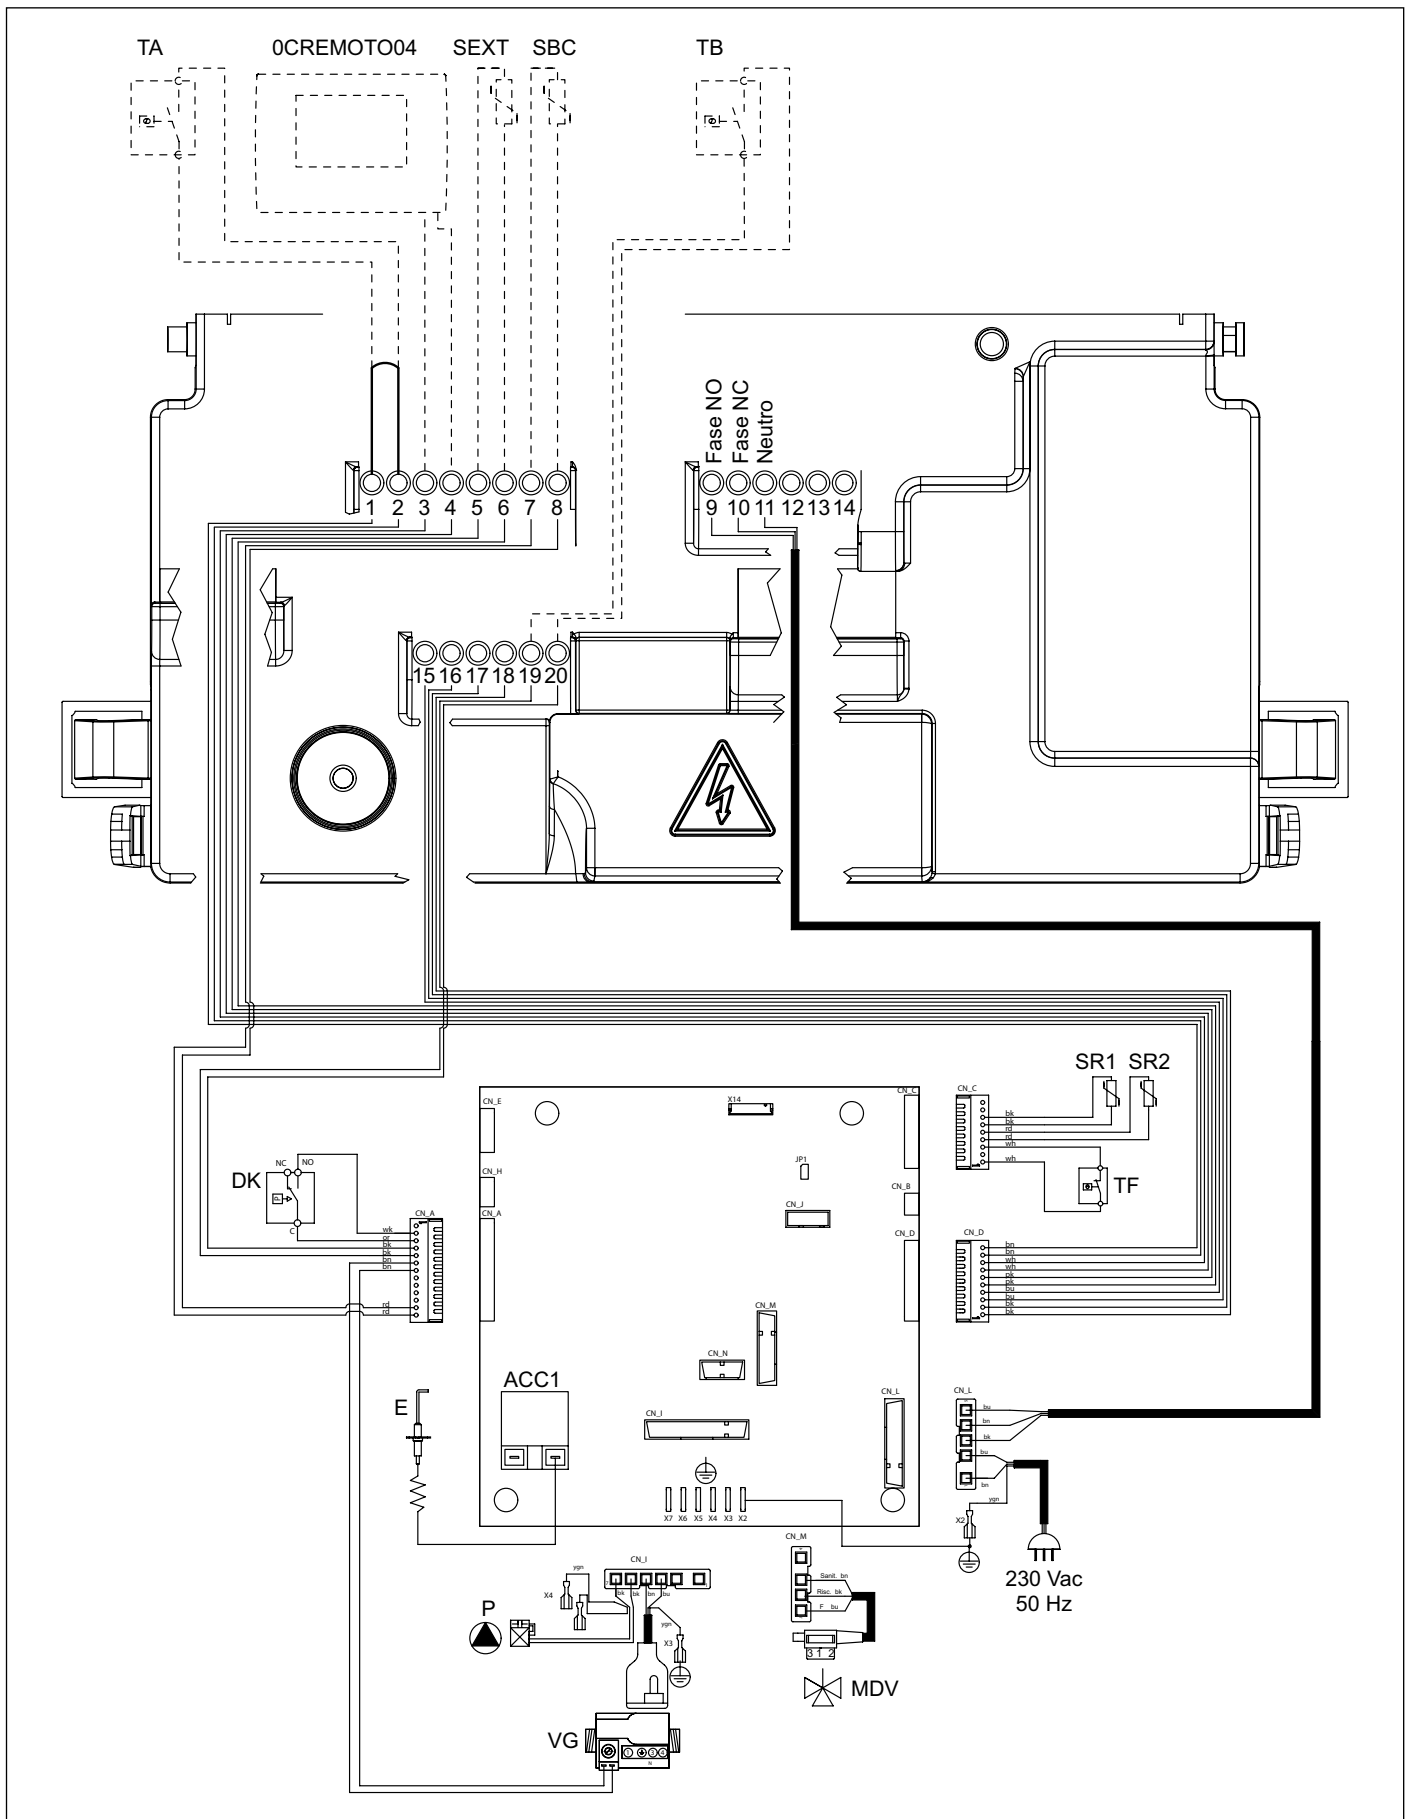 TA 0CREMOTO04 SEXT SBC TB
Fase NO
Fase NC
Neutro
1 2 3 4 5 6 7 8
9 10 11 12 13 14
15 16 17 18 19 20
SR1 SR2
CN_E
X14
CN_C
CN_C
bk
bk
rd
rd
wh
wh
TF
JP1
CN_H
CN_B
CN_J
CN_A
CN_D
DK
NC NO
P
C
CN_A
wk
or
bk
bk
bn
bn
rd
rd
CN_D
bn
bn
wh
wh
pk
pk
bu
bu
bk
bk
CN_M
CN_N
ACC1
CN_I
CN_L
E
CN_L
bu
bn
bk
bu
bn
ygn
X2
X7 X6 X5 X4 X3 X2
230 Vac
50 Hz
CN_I
ygn
X4
bk bk bn bu
ygn
X3
P
CN_M
Sanit. bn
Risc. bk
F bu
3 1 2
MDV
VG
1 3 4
N